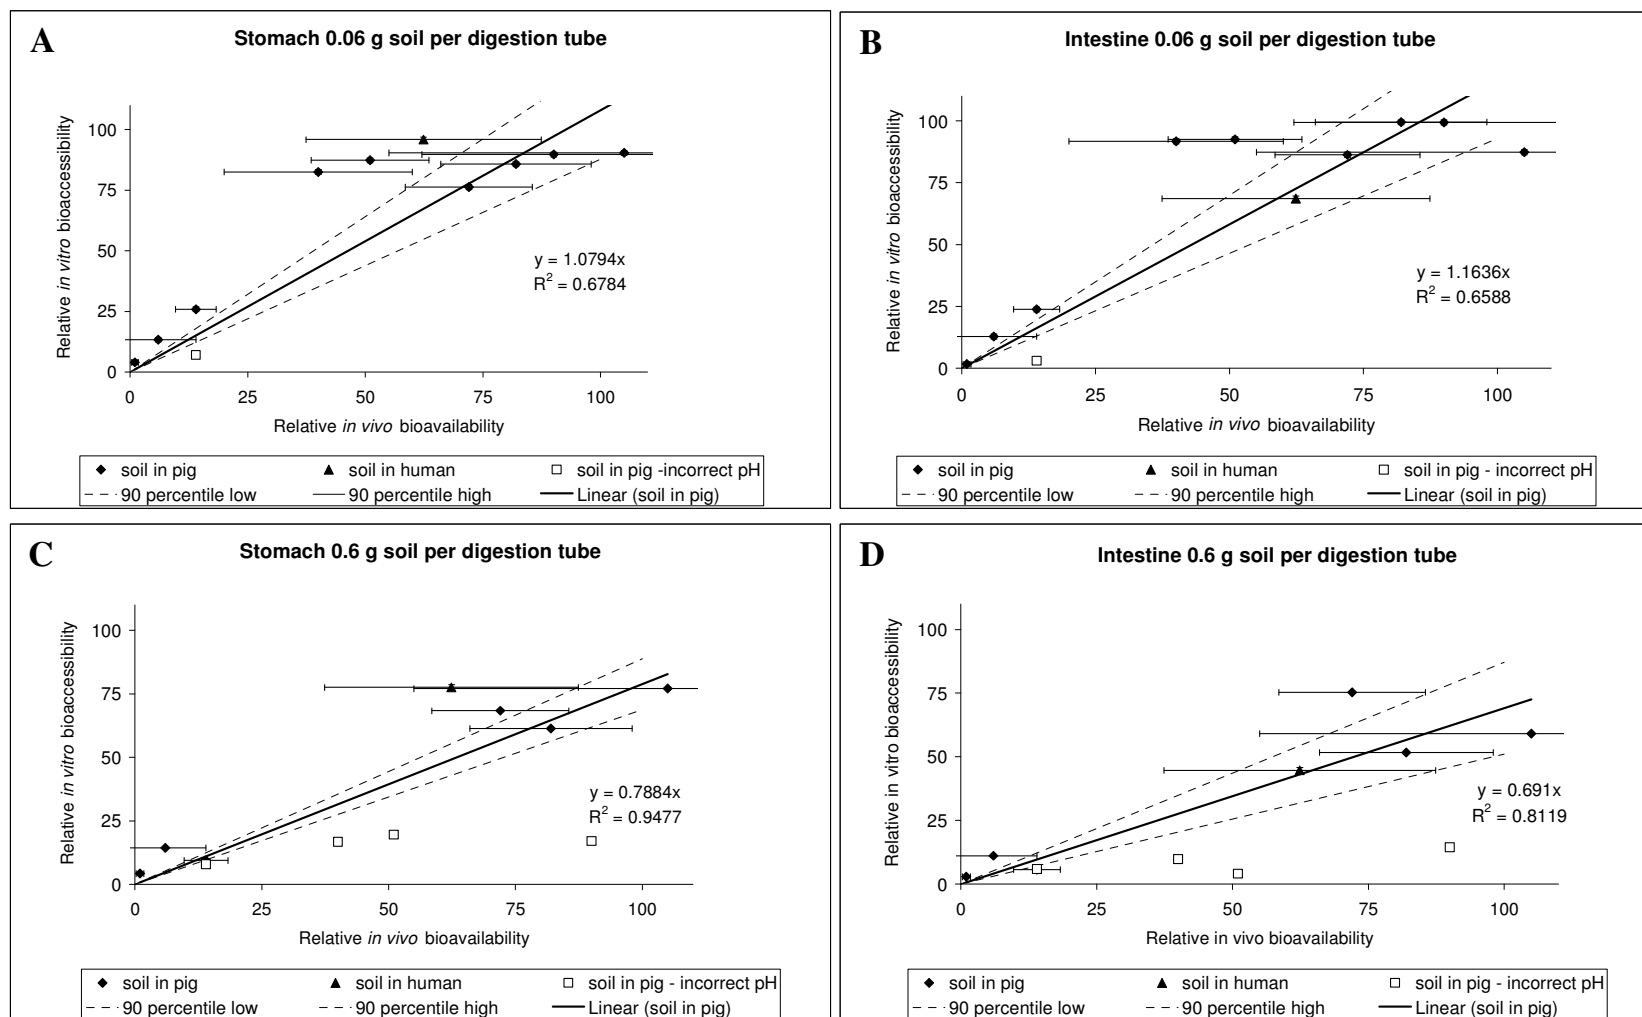 A
Stomach 0.06 g soil per digestion tube
Relative in vitro bioaccessibility
100
75
50
25
0
y = 1.0794x
R2 = 0.6784
0 25 50 75 100
Relative in vivo bioavailability
soil in pig soil in human soil in pig -incorrect pH
90 percentile low 90 percentile high Linear (soil in pig)
B
Intestine 0.06 g soil per digestion tube
Relative in vitro bioaccessibility
100
75
50
25
0
y = 1.1636x
R2 = 0.6588
0 25 50 75 100
Relative in vivo bioavailability
soil in pig soil in human soil in pig - incorrect pH
90 percentile low 90 percentile high Linear (soil in pig)
C
Stomach 0.6 g soil per digestion tube
Relative in vitro bioaccessibility
100
75
50
25
0
y = 0.7884x
R2 = 0.9477
0 25 50 75 100
Relative in vivo bioavailability
soil in pig soil in human soil in pig - incorrect pH
90 percentile low 90 percentile high Linear (soil in pig)
D
Intestine 0.6 g soil per digestion tube
Relative in vitro bioaccessibility
100
75
50
25
0
y = 0.691x
R2 = 0.8119
0 25 50 75 100
Relative in vivo bioavailability
soil in pig soil in human soil in pig - incorrect pH
90 percentile low 90 percentile high Linear (soil in pig)